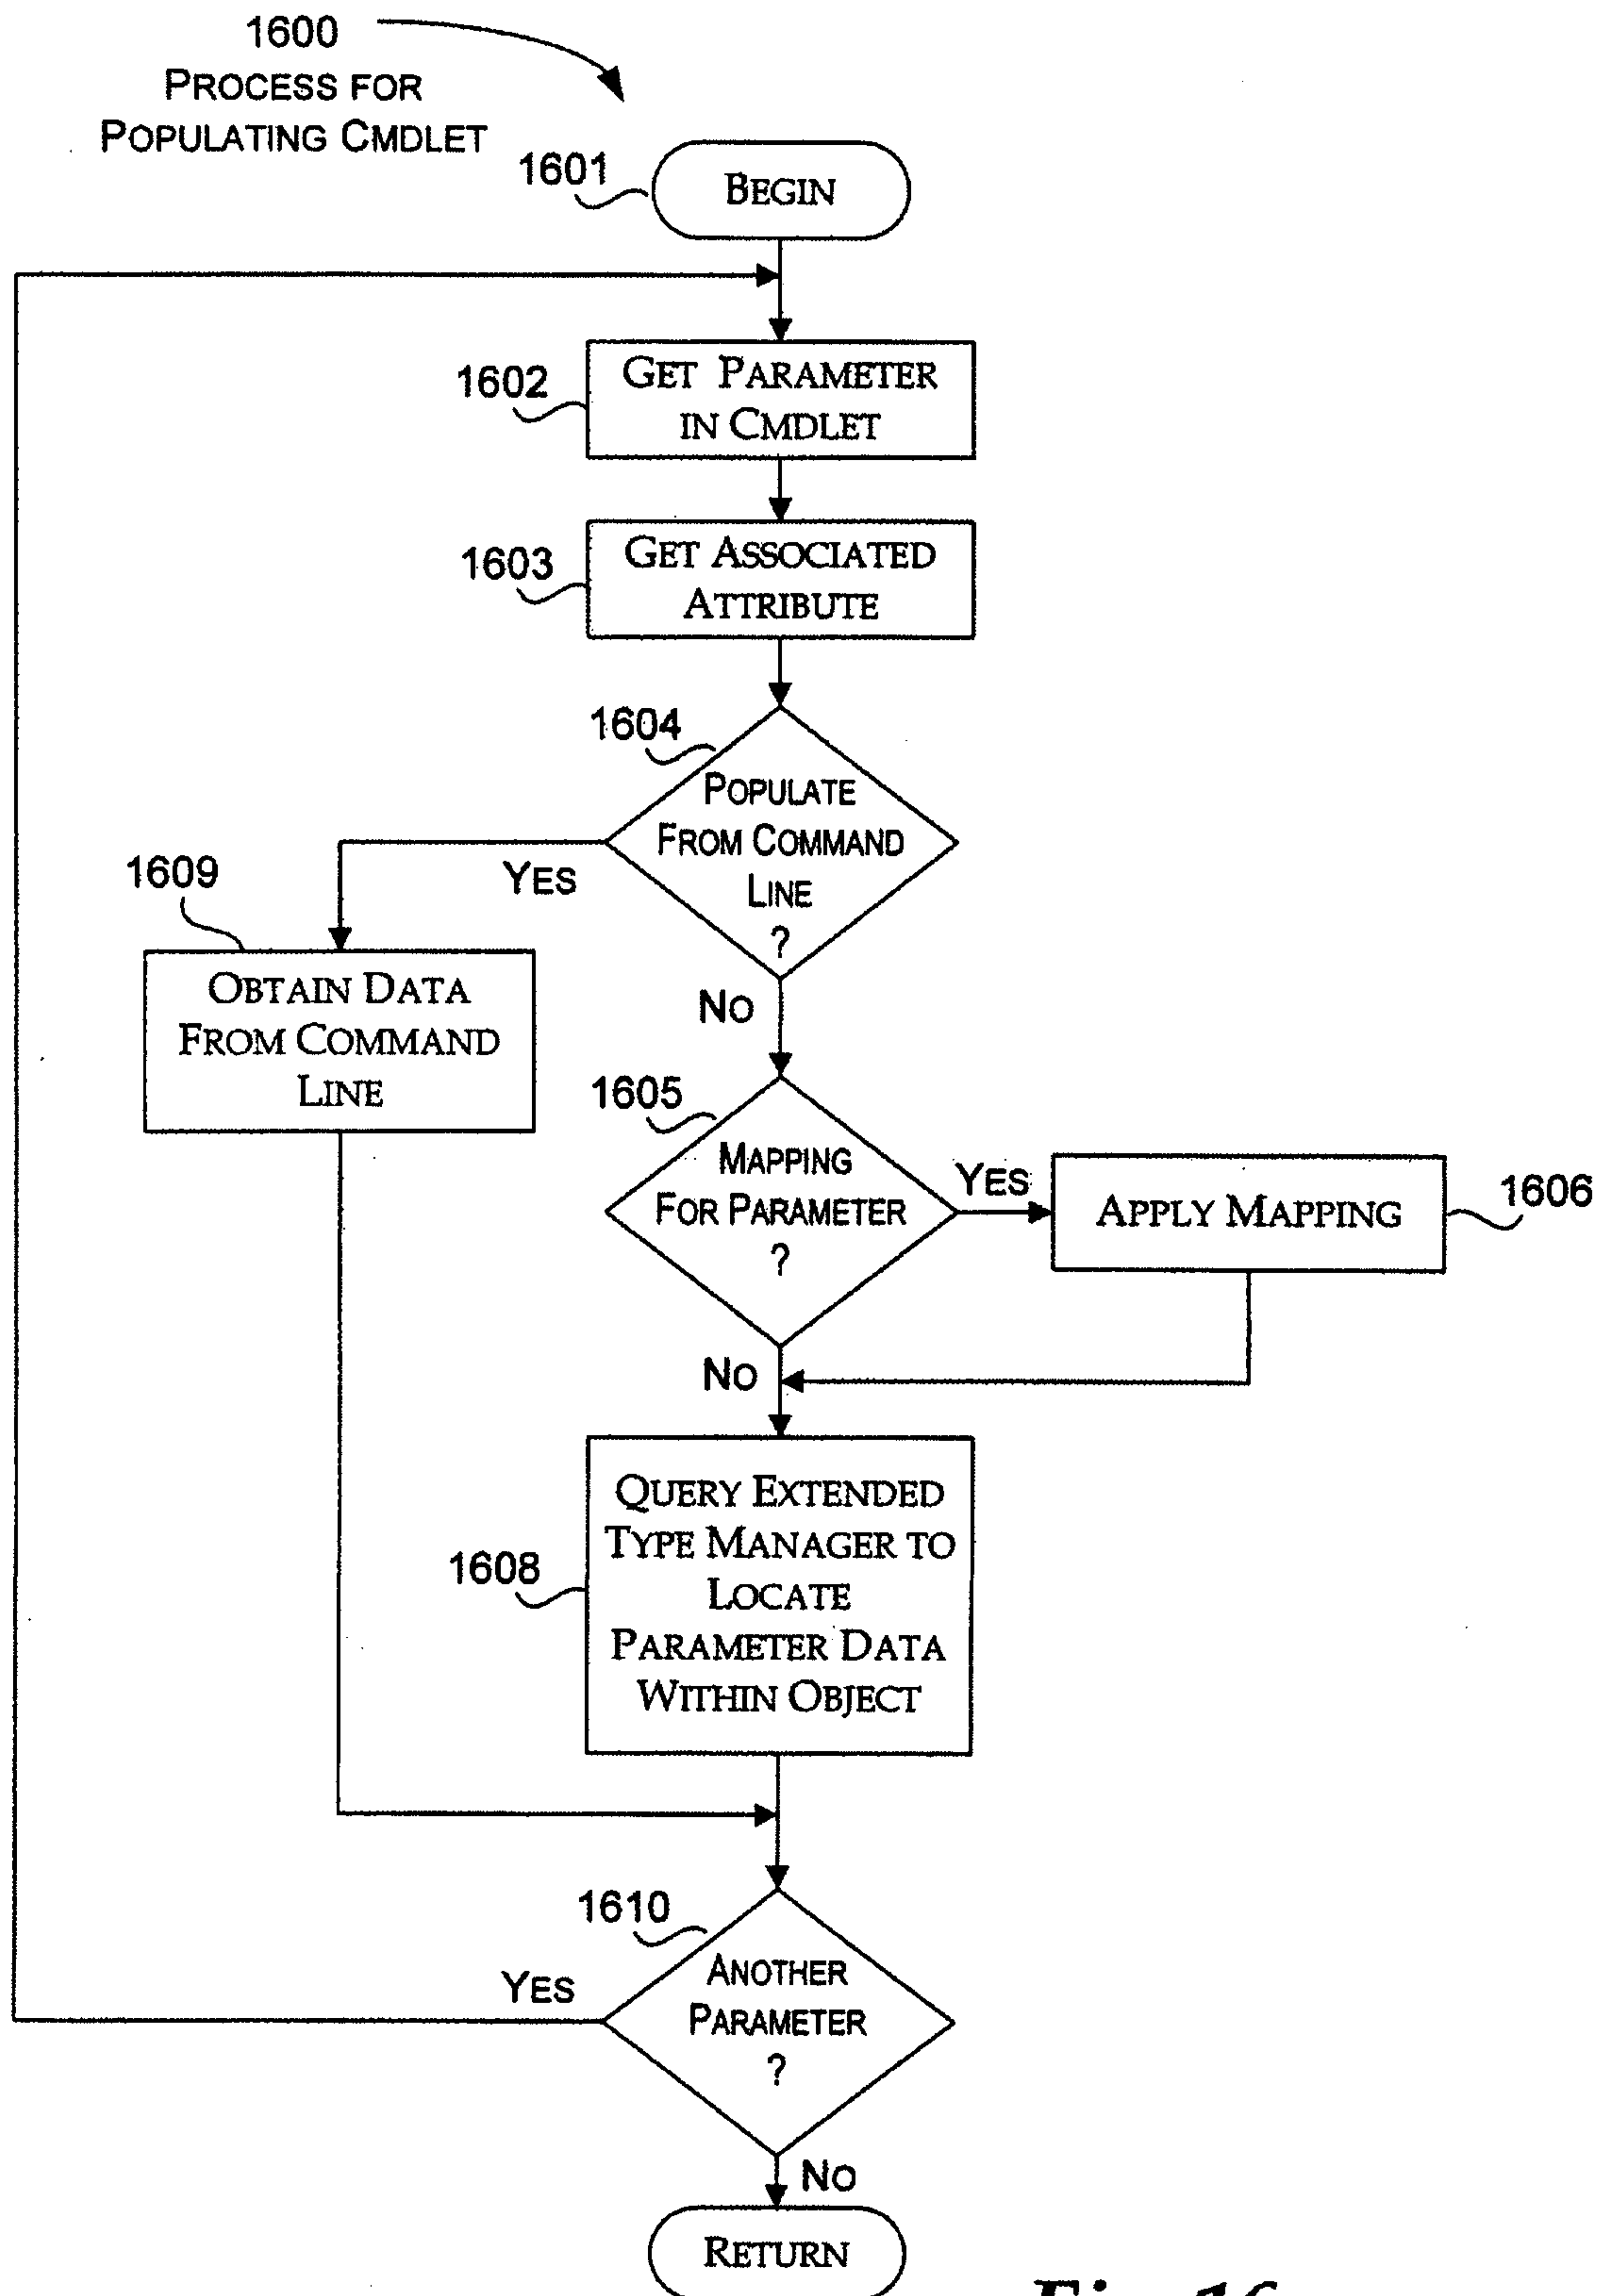 1600
PROCESS FOR
POPULATING CMDLET
1601
BEGIN
1602
GET PARAMETER
IN CMDLET
1603
GET ASSOCIATED
ATTRIBUTE
1604
POPULATE
FROM COMMAND
LINE
?
YES
1609
OBTAIN DATA
FROM COMMAND
LINE
NO
1605
MAPPING
FOR PARAMETER
?
YES
APPLY MAPPING
1606
NO
1608
QUERY EXTENDED
TYPE MANAGER TO
LOCATE
PARAMETER DATA
WITHIN OBJECT
1610
ANOTHER
PARAMETER
?
YES
NO
RETURN